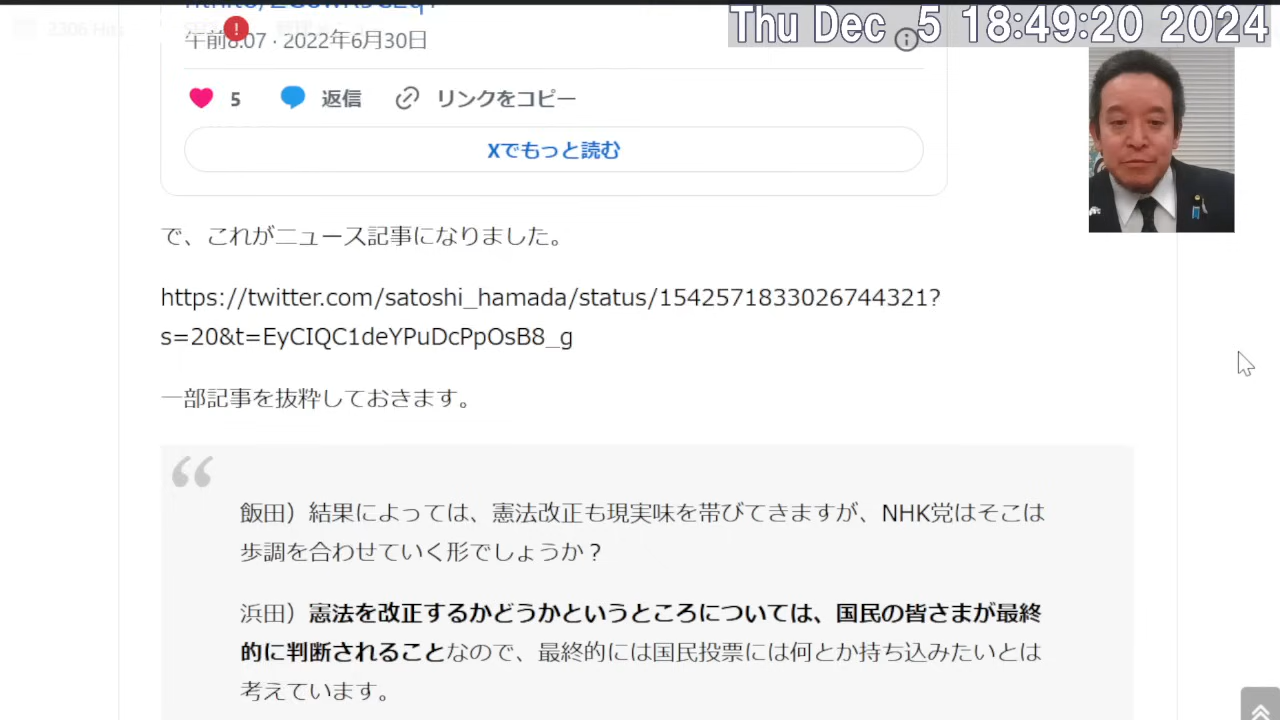 Thu Dec 5 18:49:20 2024
午前8:07 · 2022年6月30日
5 返信 リンクをコピー
Xでもっと読む
で、これがニュース記事になりました。
https://twitter.com/satoshi_hamada/status/1542571833026744321?
s=20&t=EyCIQC1deYPuDcPpOsB8_g
一部記事を抜粋しておきます。
飯田）結果によっては、憲法改正も現実味を帯びてきますが、NHK党はそこは
歩調を合わせていく形でしょうか？
浜田）憲法を改正するかどうかというところについては、国民の皆さまが最終
的に判断されることなので、最終的には国民投票には何とか持ち込みたいとは
考えています。